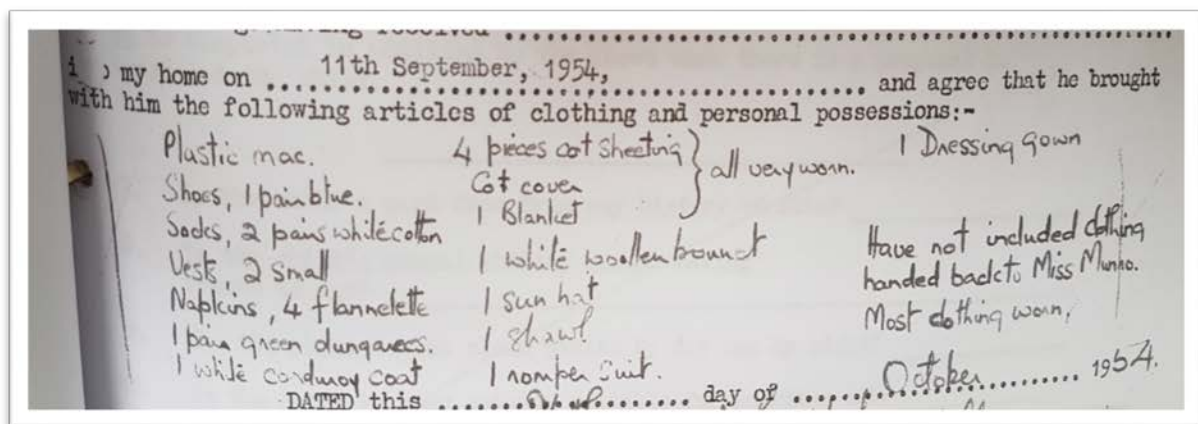 received ........................................
my home on ....11th September, 1954,.................... and agree that he brought
with him the following articles of clothing and personal possessions:-
Plastic mac.
Shoes, 1 pair blue.
Socks, 2 pairs white cotton
Vests, 2 small
Napkins, 4 flannelette
1 pair green dungarees.
1 white corduroy coat
4 pieces cot sheeting
Cot cover
1 Blanket
all very worn.
1 white woollen bonnet
1 sun hat
1 shawl
1 romper suit.
1 Dressing gown
Have not included clothing
handed back to Miss Munro.
Most clothing worn,
DATED this ................ day of ......October........... 1954.